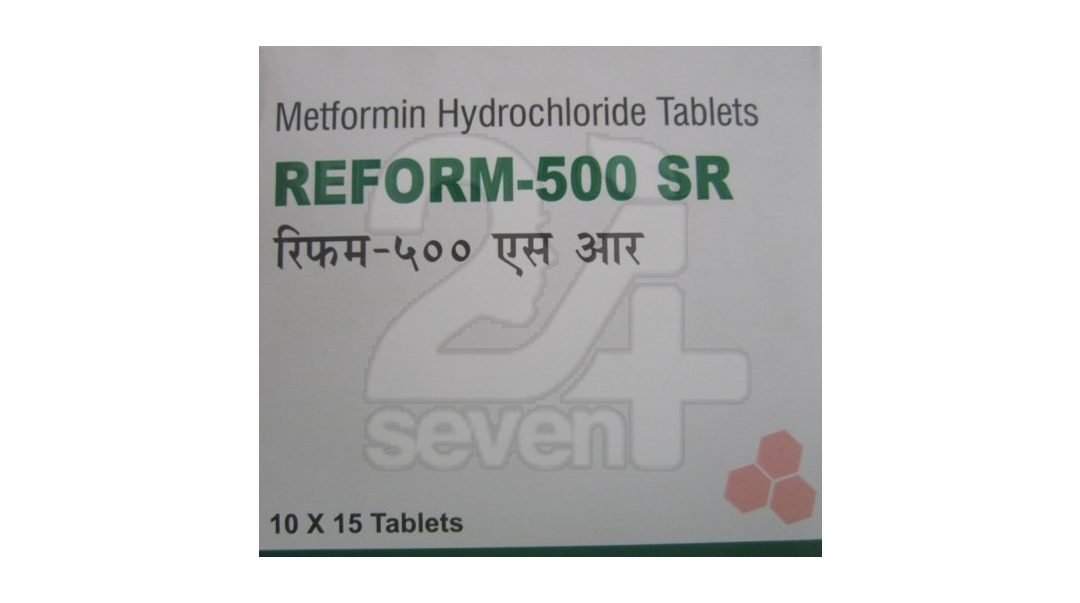 Metformin Hydrochloride Tablets
REFORM-500 SR
रिफम-५०० एस आर
24
seven
10 X 15 Tablets